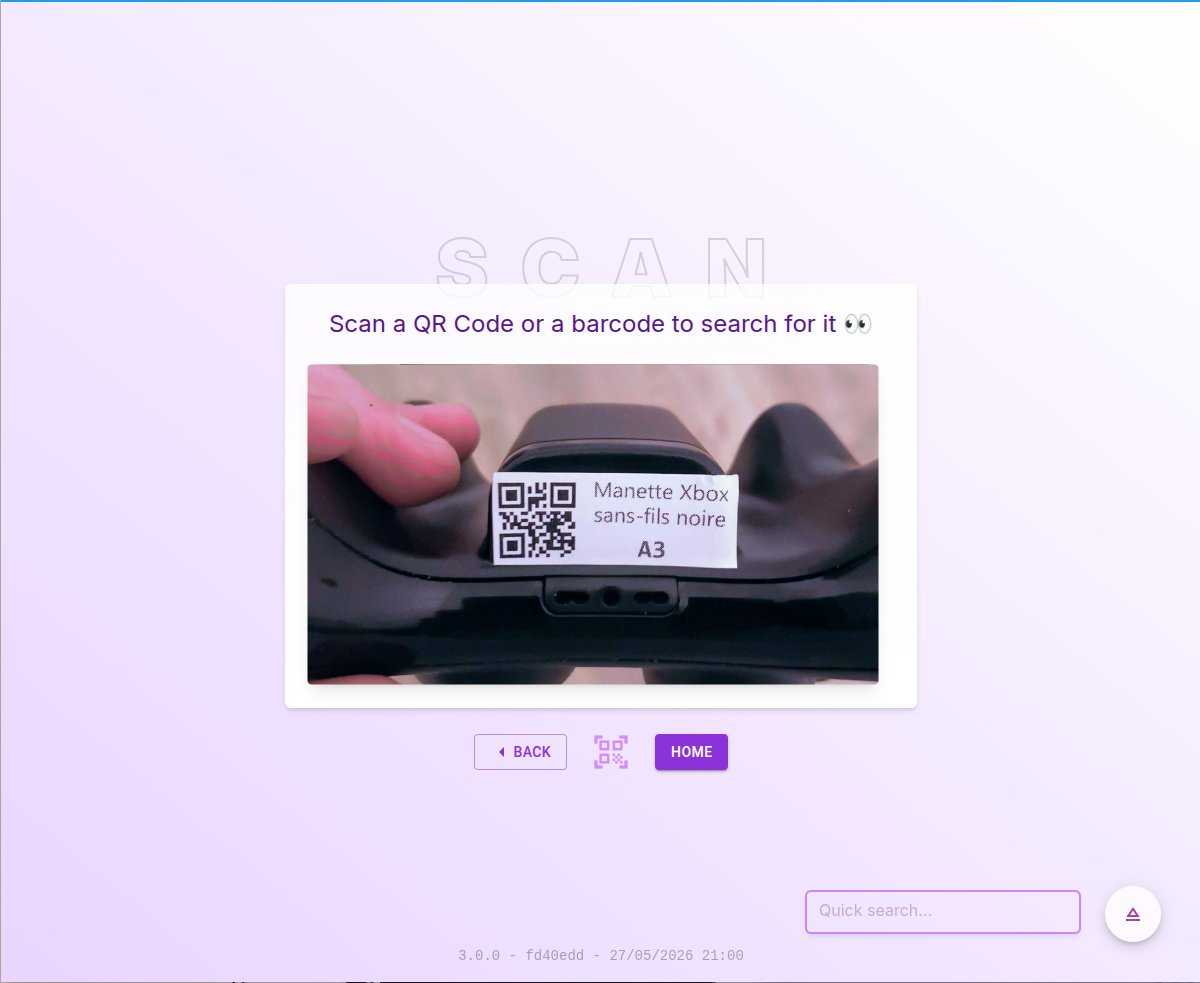 SCAN
Scan a QR Code or a barcode to search for it 👀
Manette Xbox
sans-fils noire
A3
BACK
HOME
Quick search...
3.0.0 - fd40edd - 27/05/2026 21:00